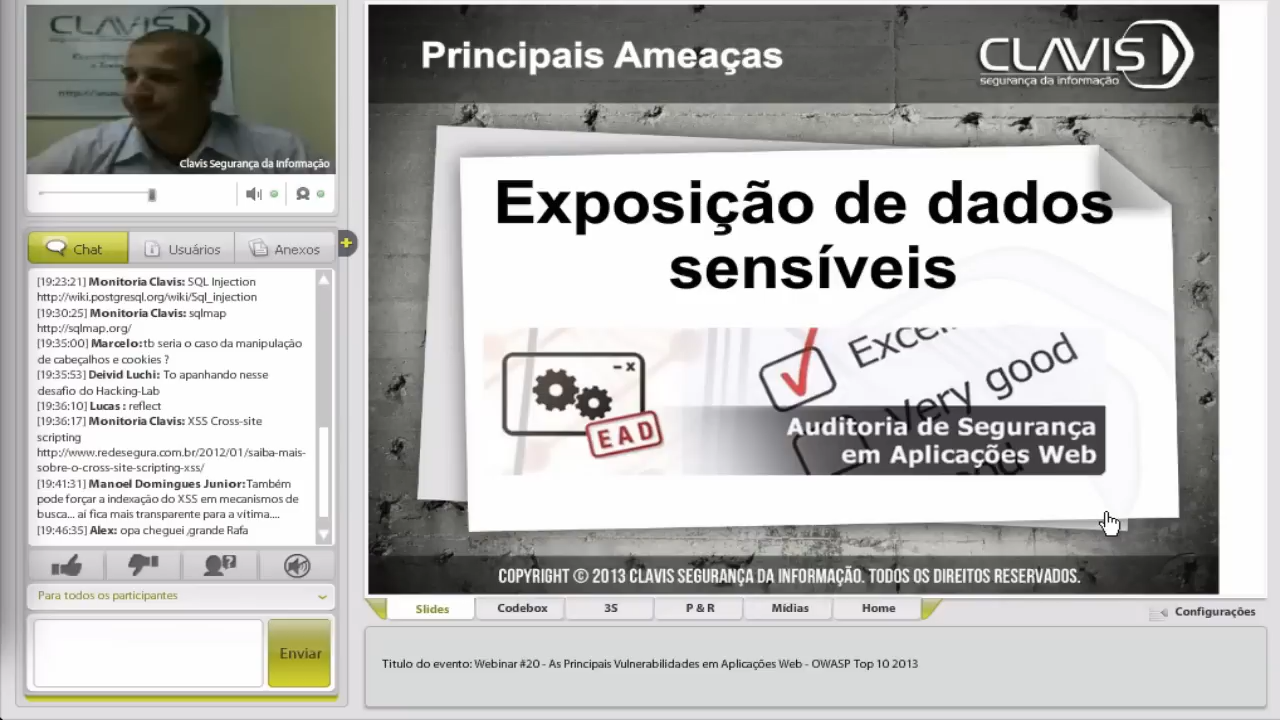 CLAVIS
Clavis Segurança da Informação
Chat
Usuários
Anexos
[19:23:21] Monitoria Clavis: SQL Injection
http://wiki.postgresql.org/wiki/Sql_injection
[19:30:25] Monitoria Clavis: sqlmap
http://sqlmap.org/
[19:35:00] Marcelo: tb seria o caso da manipulação
de cabeçalhos e cookies ?
[19:35:53] Deivid Luchi: To apanhando nesse
desafio do Hacking-Lab
[19:36:10] Lucas : reflect
[19:36:17] Monitoria Clavis: XSS Cross-site
scripting
http://www.redesegura.com.br/2012/01/saiba-mais-
sobre-o-cross-site-scripting-xss/
[19:41:31] Manoel Domingues Junior: Também
pode forçar a indexação do XSS em mecanismos de
busca... aí fica mais transparente para a vítima....
[19:46:35] Alex: opa cheguei ,grande Rafa
Para todos os participantes
Enviar
Principais Ameaças
CLAVIS
segurança da informação
Exposição de dados
sensíveis
EAD
Very good
Auditoria de Segurança
em Aplicações Web
COPYRIGHT © 2013 CLAVIS SEGURANÇA DA INFORMAÇÃO. TODOS OS DIREITOS RESERVADOS.
Slides
Codebox
3S
P & R
Mídias
Home
Configurações
Titulo do evento: Webinar #20 - As Principais Vulnerabilidades em Aplicações Web - OWASP Top 10 2013